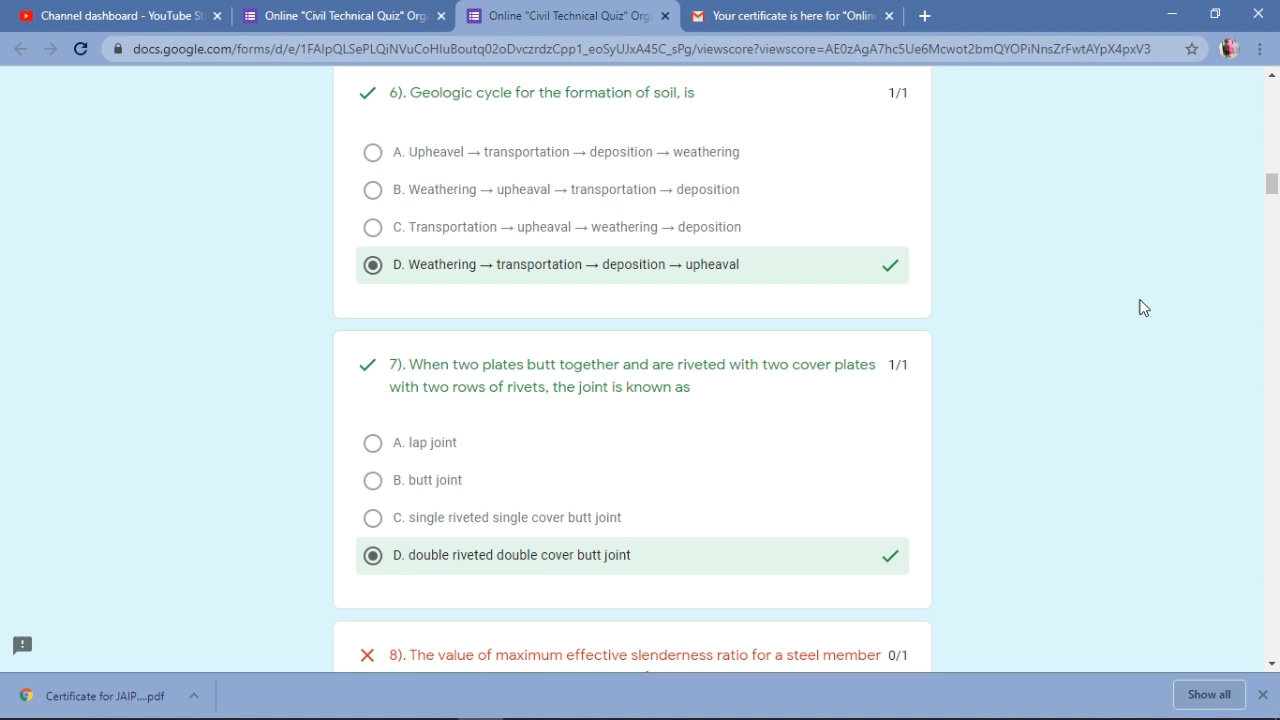 Channel dashboard - YouTube St
Online "Civil Technical Quiz" Orga
Online "Civil Technical Quiz" Orga
Your certificate is here for "Onlin
docs.google.com/forms/d/e/1FAIpQLSePLQiNVuCoHIuBoutq02oDvczrdzCpp1_eoSyUJxA45C_sPg/viewscore?viewscore=AE0zAgA7hc5Ue6Mcwot2bmQYOPiNnsZrFwtAYpX4pxV3
6). Geologic cycle for the formation of soil, is 1/1
A. Upheavel → transportation → deposition → weathering
B. Weathering → upheaval → transportation → deposition
C. Transportation → upheaval → weathering → deposition
D. Weathering → transportation → deposition → upheaval
7). When two plates butt together and are riveted with two cover plates 1/1
with two rows of rivets, the joint is known as
A. lap joint
B. butt joint
C. single riveted single cover butt joint
D. double riveted double cover butt joint
8). The value of maximum effective slenderness ratio for a steel member 0/1
Certificate for JAIP....pdf
Show all